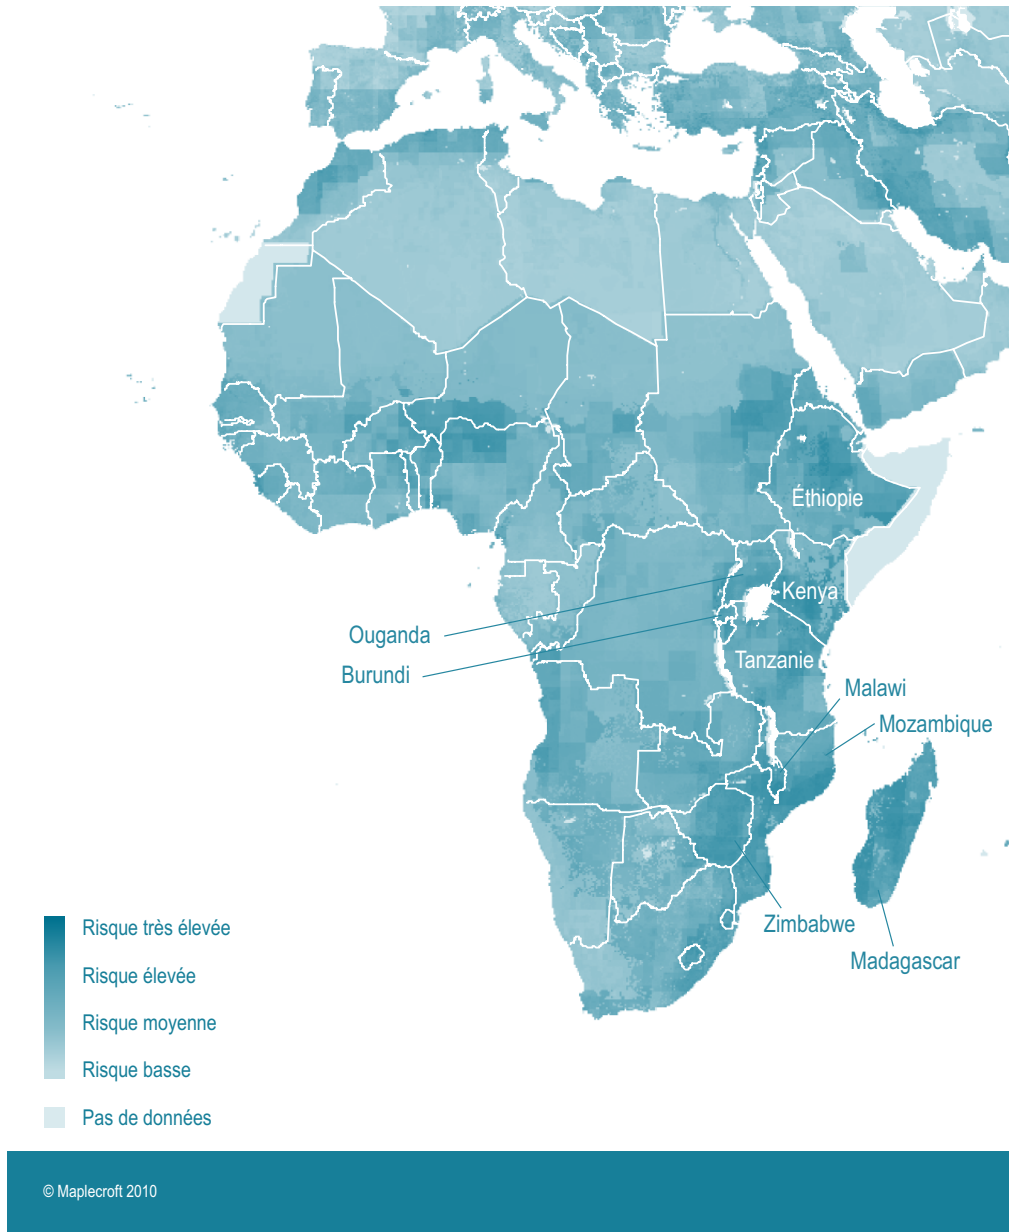 Éthiopie
Kenya
Ouganda
Tanzanie
Burundi
Malawi
Mozambique
Zimbabwe
Madagascar
Risque très élevée
Risque élevée
Risque moyenne
Risque basse
Pas de données
© Maplecroft 2010